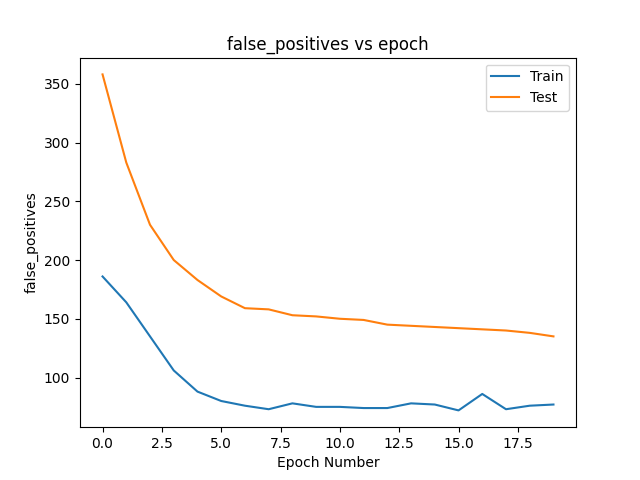 false_positives vs epoch
Train
Test
350
300
250
200
150
100
false_positives
0.0 2.5 5.0 7.5 10.0 12.5 15.0 17.5
Epoch Number